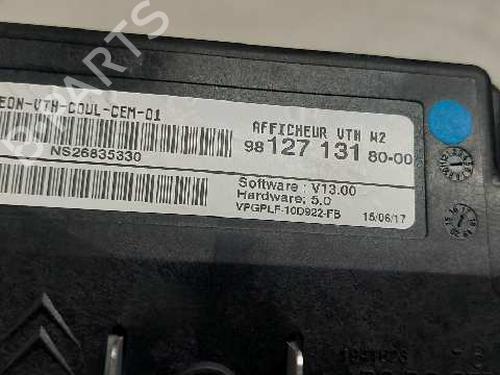 EON-VTH-COWL-CEM-01
AFFICHEUR VTH W2
98 127 131 80-00
NS26835330
Software : V13.00
Hardware: 5.0
VPGPLF-10D922-FB 15/06/17